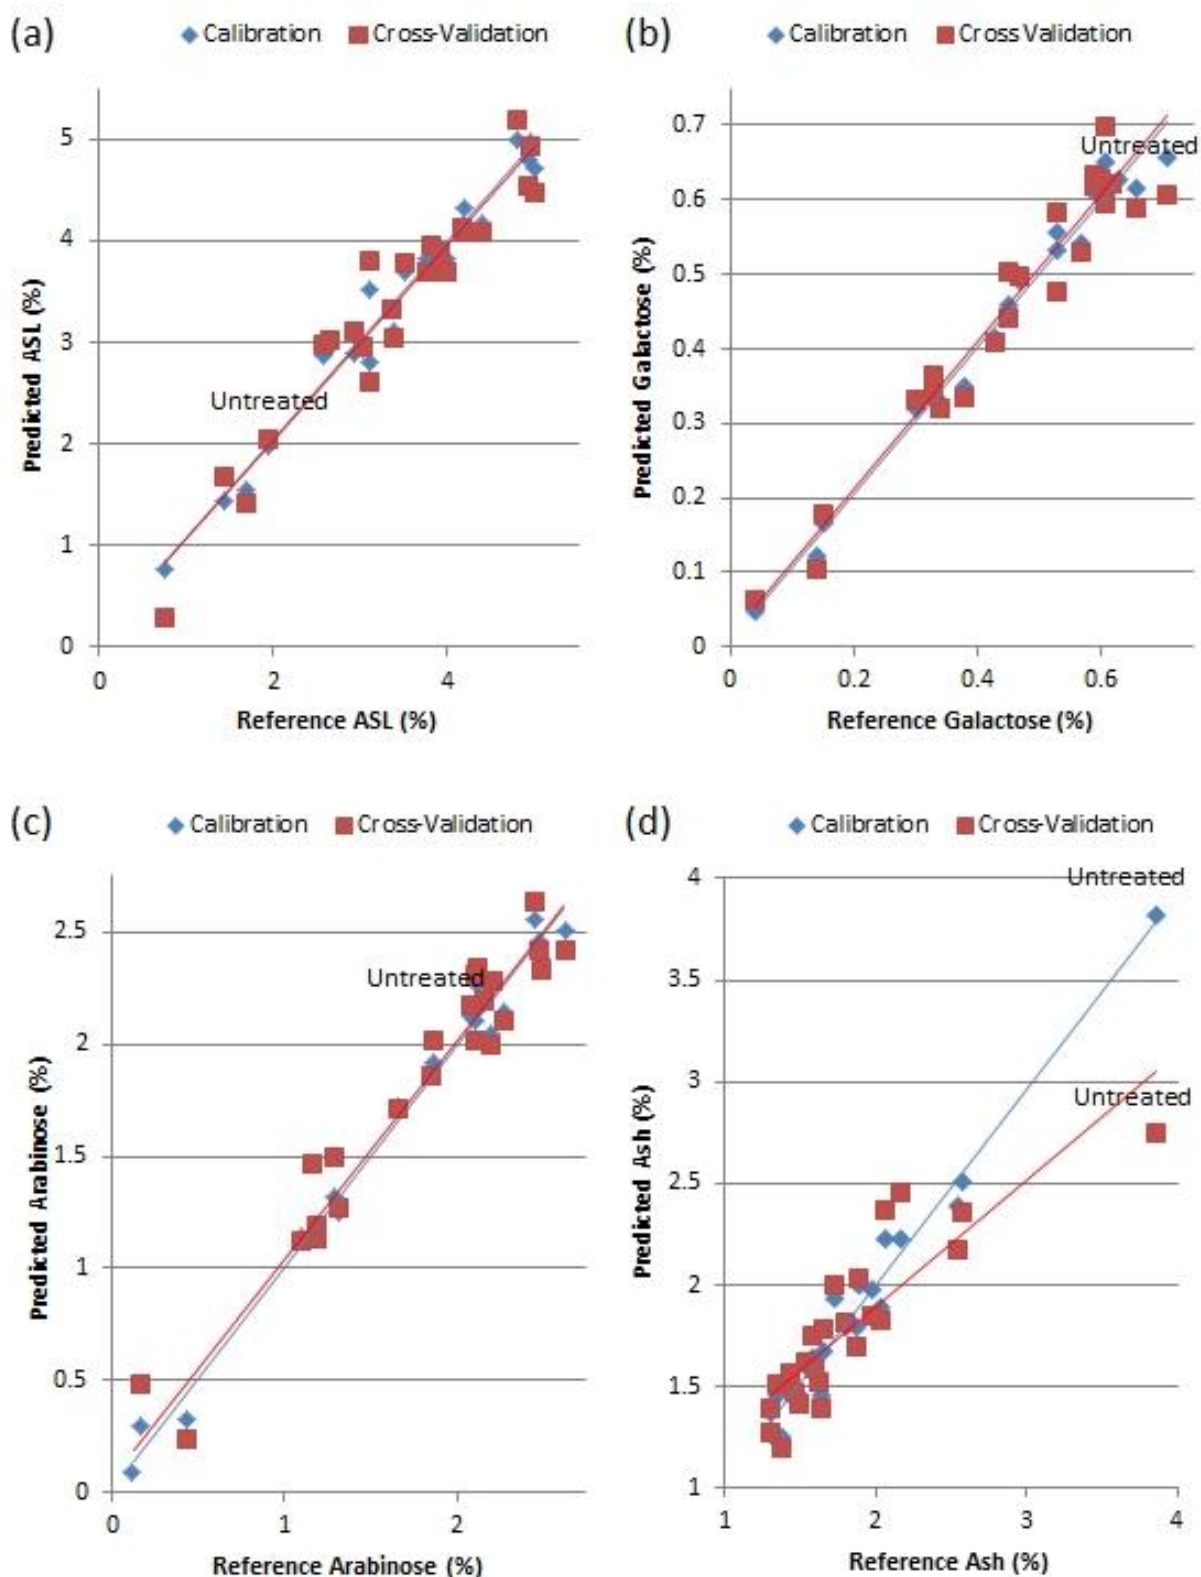 (a)
Calibration Cross-Validation
5
4
3
2
1
0
Predicted ASL (%)
Untreated
0 2 4
Reference ASL (%)
(b)
Calibration Cross Validation
0.7
0.6
0.5
0.4
0.3
0.2
0.1
0
Predicted Galactose (%)
Untreated
0 0.2 0.4 0.6
Reference Galactose (%)
(c)
Calibration Cross-Validation
2.5
2
1.5
1
0.5
0
Predicted Arabinose (%)
Untreated
0 1 2
Reference Arabinose (%)
(d)
Calibration Cross-Validation
4
3.5
3
2.5
2
1.5
1
Predicted Ash (%)
Untreated
Untreated
1 2 3 4
Reference Ash (%)